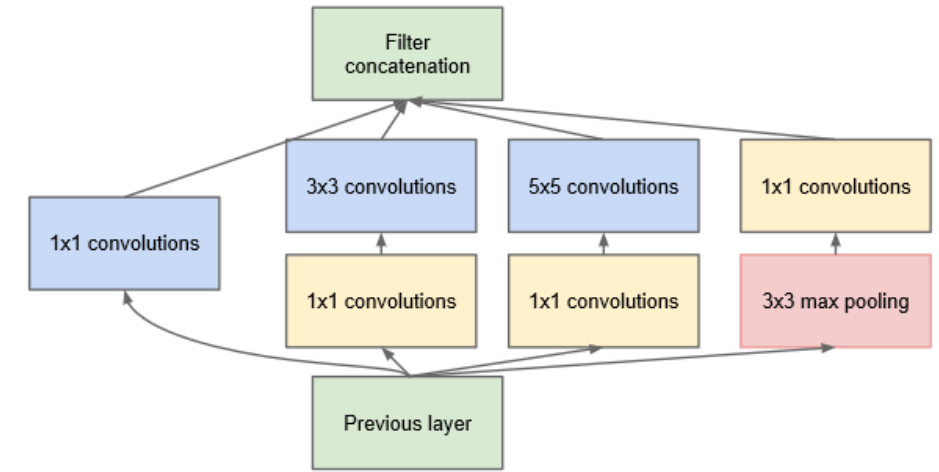 Filter
concatenation
3x3 convolutions
5x5 convolutions
1x1 convolutions
1x1 convolutions
1x1 convolutions
1x1 convolutions
3x3 max pooling
Previous layer